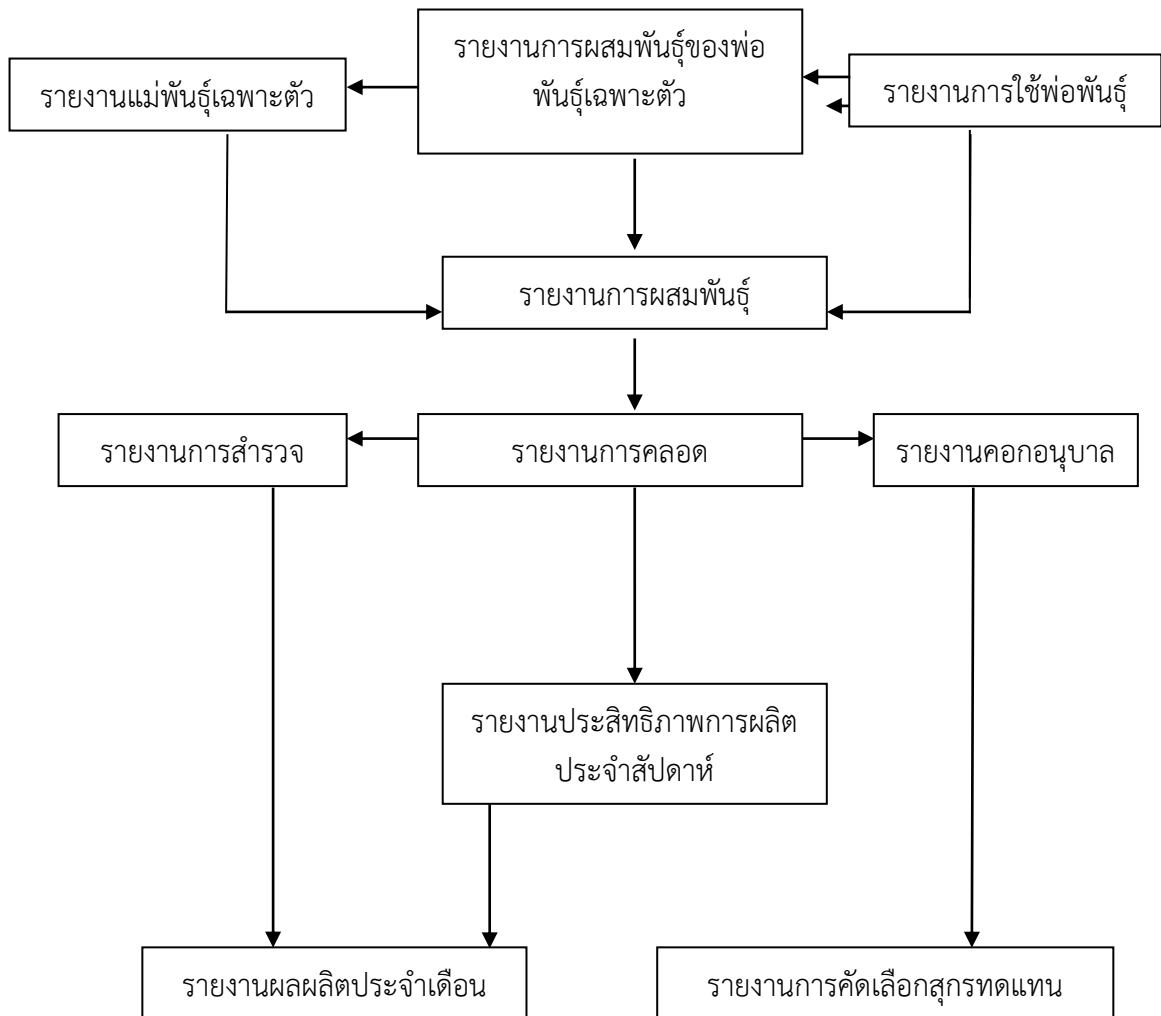 รายงานการผสมพันธุ์ของพ่อ
พันธุ์เฉพาะตัว
รายงานแม่พันธุ์เฉพาะตัว
รายงานการใช้พ่อพันธุ์
รายงานการผสมพันธุ์
รายงานการสำรวจ
รายงานการคลอด
รายงานคอกอนุบาล
รายงานประสิทธิภาพการผลิต
ประจำสัปดาห์
รายงานผลผลิตประจำเดือน
รายงานการคัดเลือกสุกรทดแทน